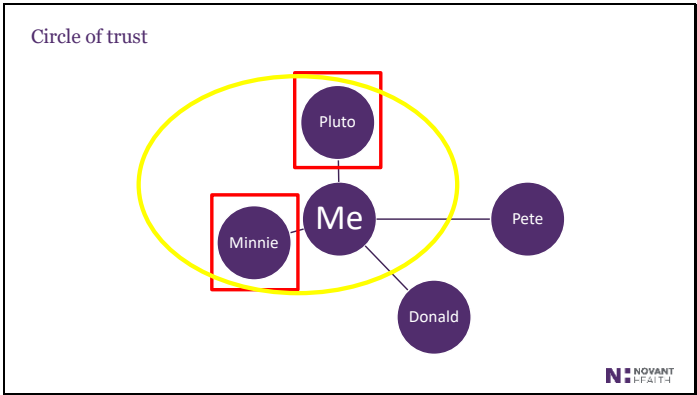 Circle of trust
Pluto
Me
Minnie
Pete
Donald
NOVANT
HEALTH